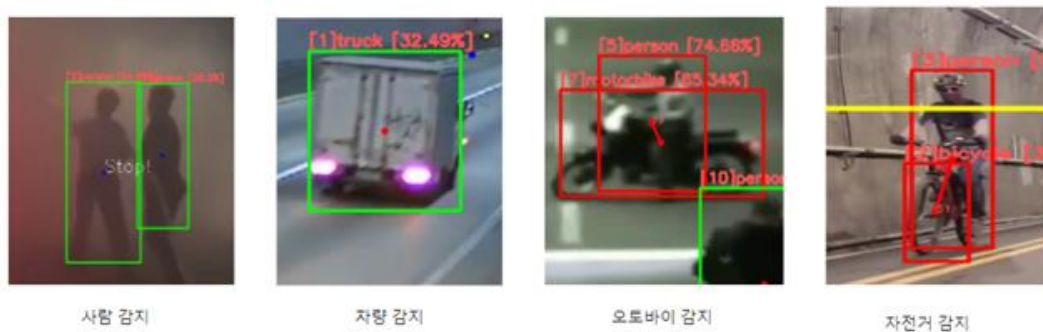 Stop!
[1]truck [32.49%]
[5]person [74.68%]
[7]motorbike [65.34%]
[10]person
사람 감지
차량 감지
오토바이 감지
자전거 감지